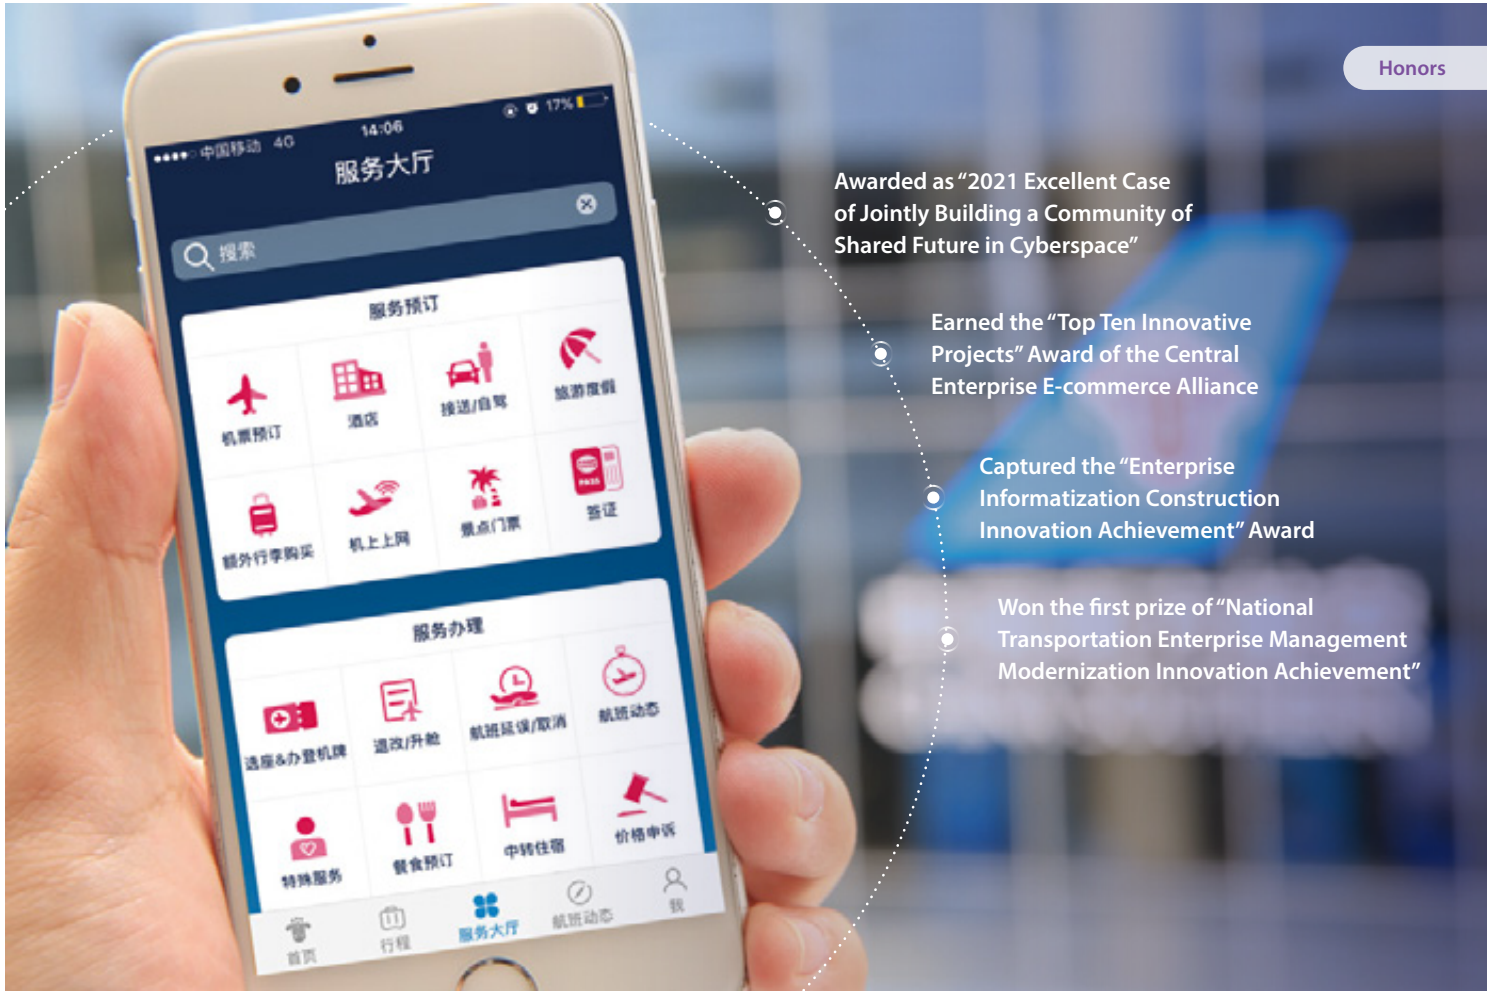 Honors
中国移动 4G
14:06
17%
服务大厅
搜索
服务预订
机票预订
酒店
接送/自驾
旅游度假
额外行李购买
机上上网
景点门票
签证
PASS
服务办理
选座&办登机牌
退改/升舱
航班延误/取消
航班动态
特殊服务
餐食预订
中转住宿
价格申诉
首页
行程
服务大厅
航班动态
我
Awarded as “2021 Excellent Case
of Jointly Building a Community of
Shared Future in Cyberspace”
Earned the “Top Ten Innovative
Projects” Award of the Central
Enterprise E-commerce Alliance
Captured the “Enterprise
Informatization Construction
Innovation Achievement” Award
Won the first prize of “National
Transportation Enterprise Management
Modernization Innovation Achievement”